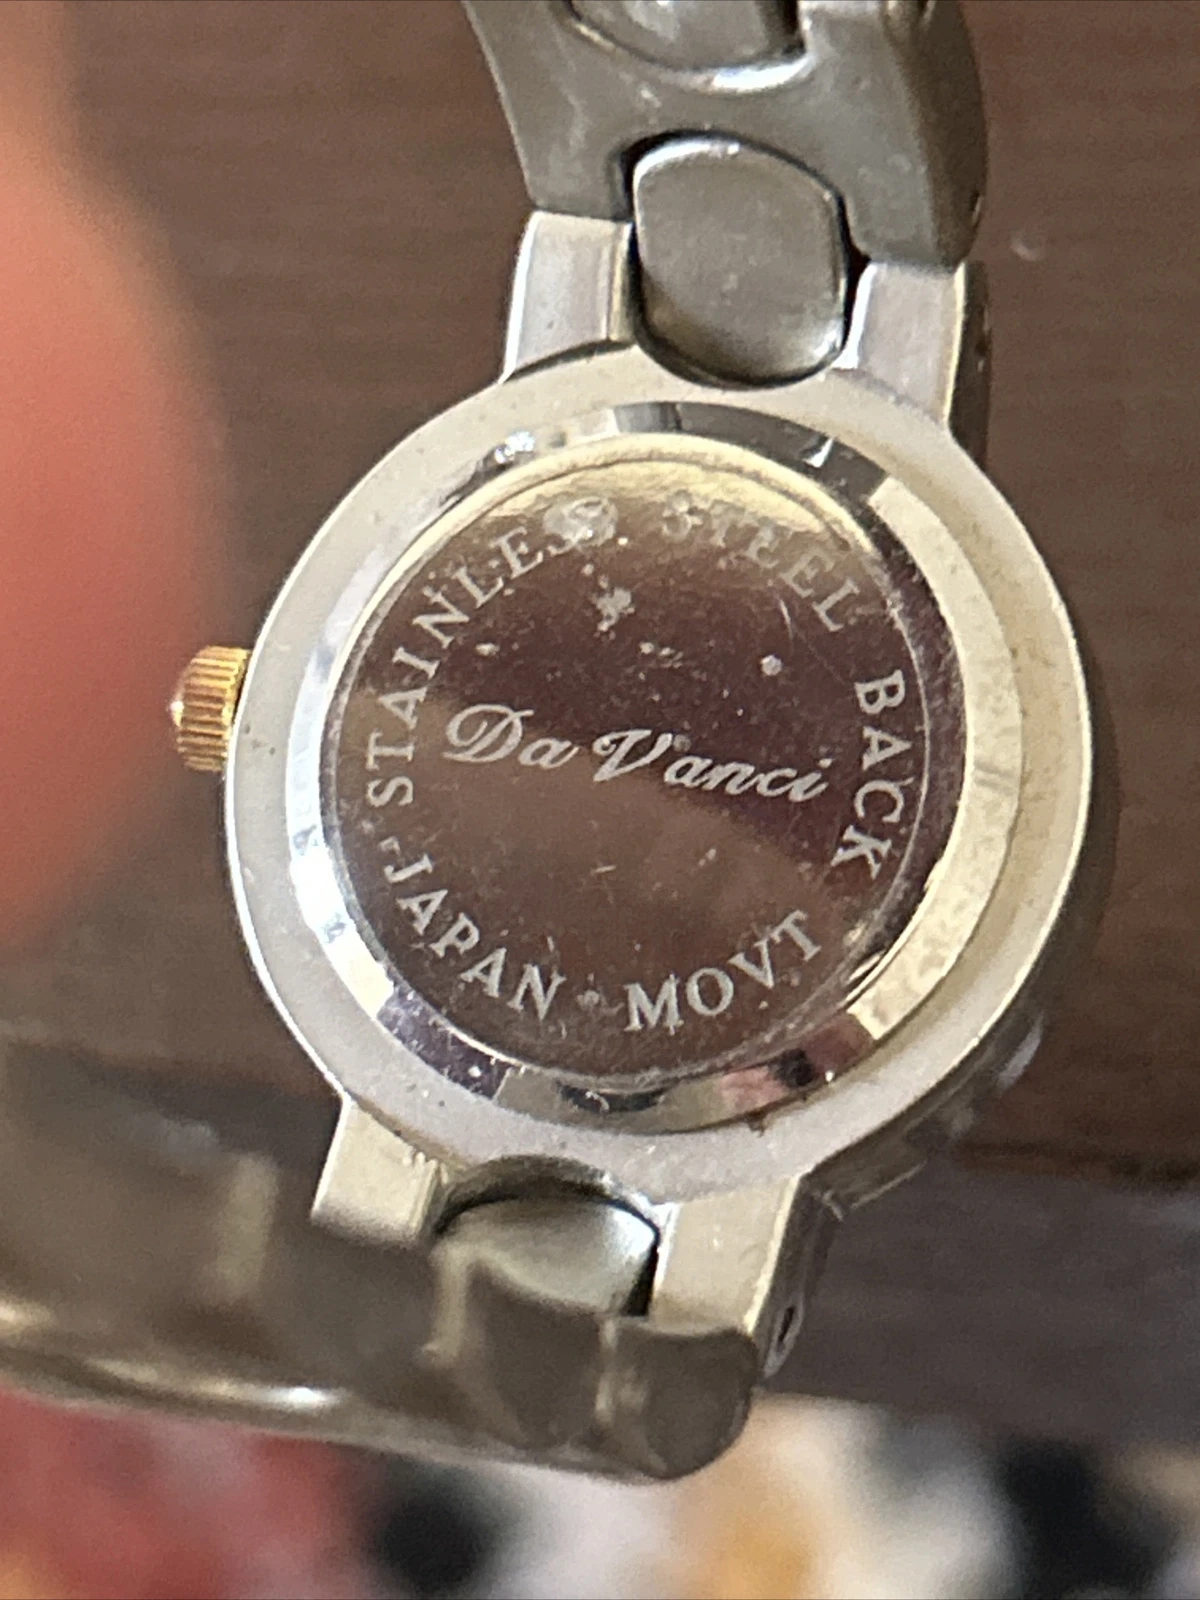 STAINLESS STEEL BACK
Da Vanci
JAPAN MOVT